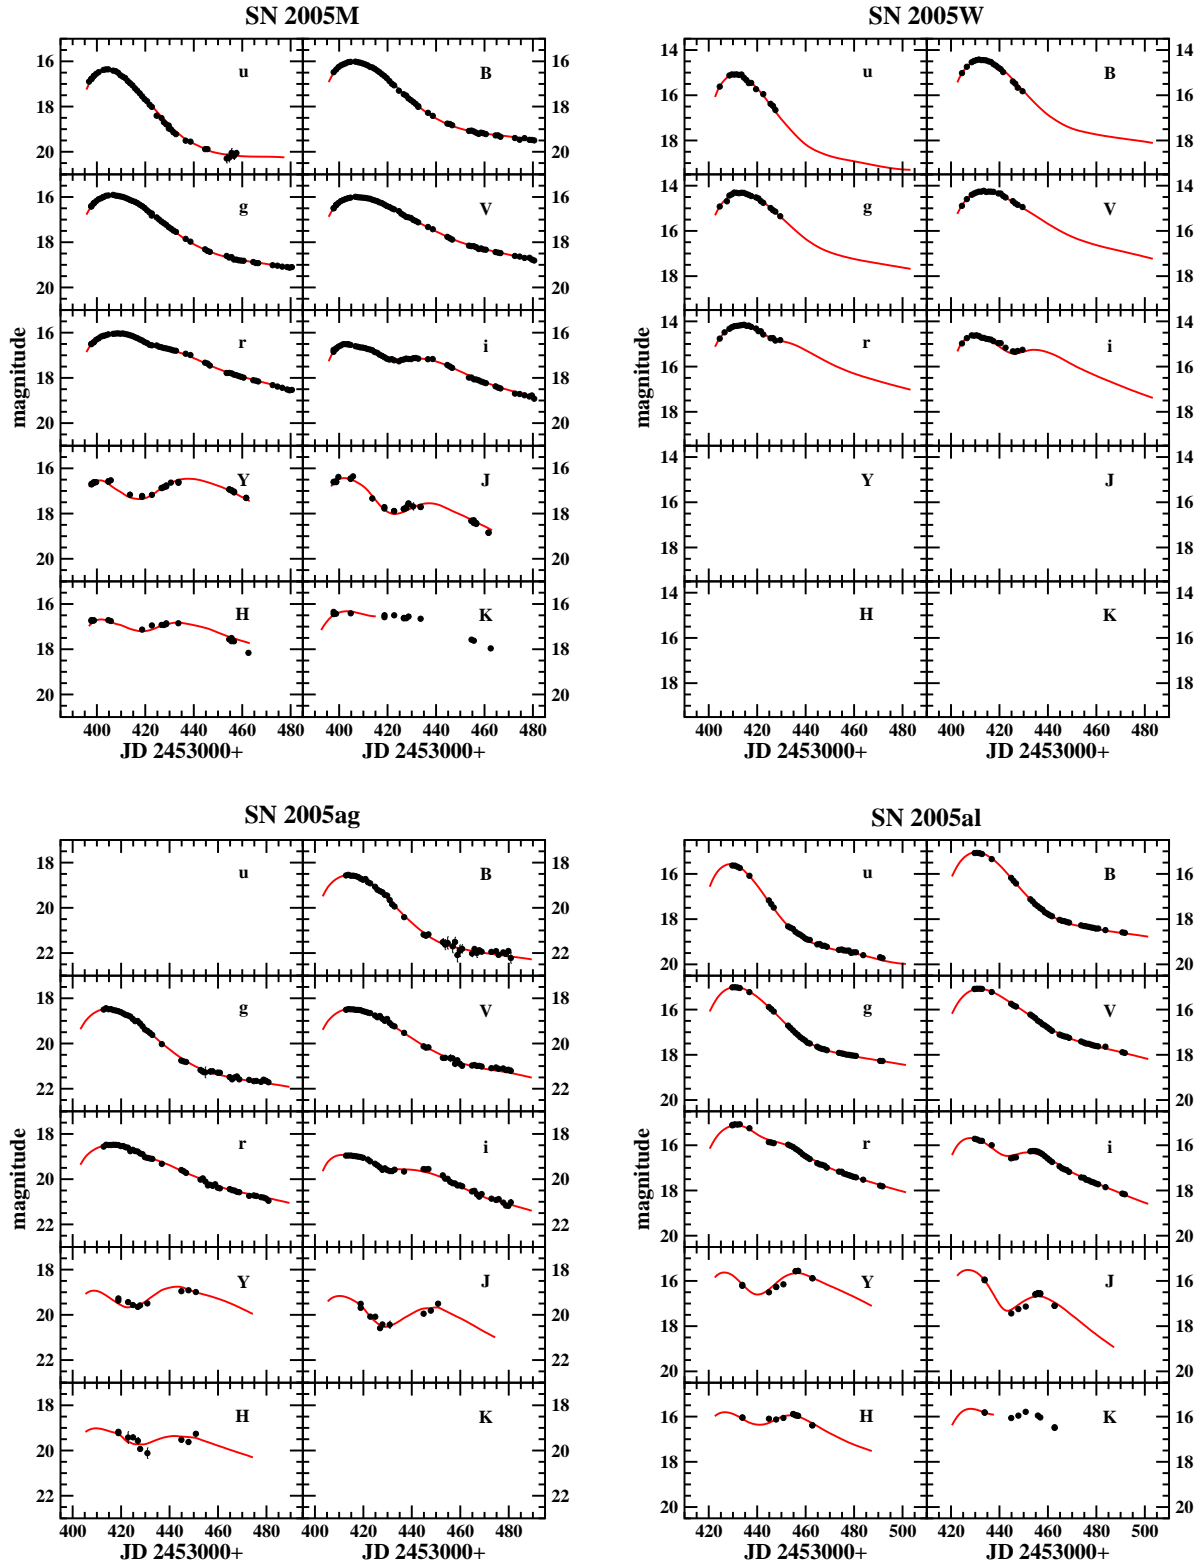 SN 2005M
u
B
16
18
20
16
18
20
g
V
16
18
20
16
18
20
r
i
16
18
20
16
18
20
Y
J
16
18
20
16
18
20
H
K
16
18
20
16
18
20
magnitude
400 420 440 460 480
400 420 440 460 480
JD 2453000+
JD 2453000+
SN 2005W
u
B
14
16
18
14
16
18
g
V
14
16
18
14
16
18
r
i
14
16
18
14
16
18
Y
J
14
16
18
14
16
18
H
K
14
16
18
14
16
18
magnitude
400 420 440 460 480
400 420 440 460 480
JD 2453000+
JD 2453000+
SN 2005ag
u
B
18
20
22
18
20
22
g
V
18
20
22
18
20
22
r
i
18
20
22
18
20
22
Y
J
18
20
22
18
20
22
H
K
18
20
22
18
20
22
magnitude
400 420 440 460 480
400 420 440 460 480
JD 2453000+
JD 2453000+
SN 2005al
u
B
16
18
20
16
18
20
g
V
16
18
20
16
18
20
r
i
16
18
20
16
18
20
Y
J
16
18
20
16
18
20
H
K
16
18
20
16
18
20
magnitude
420 440 460 480 500
420 440 460 480 500
JD 2453000+
JD 2453000+